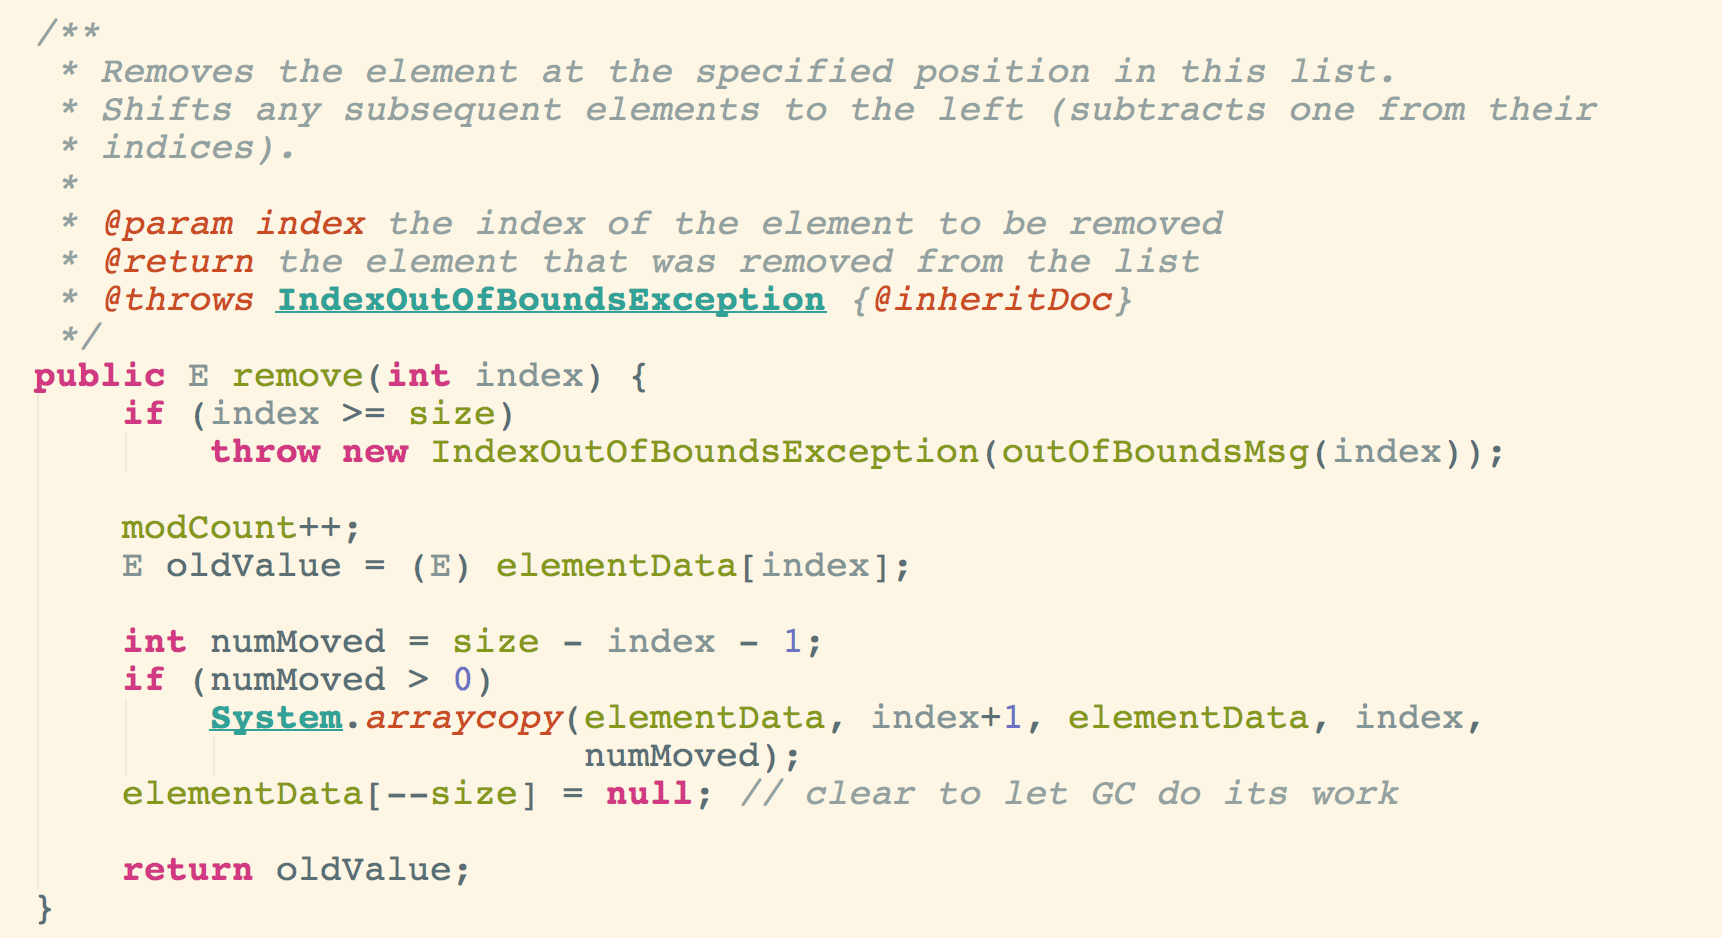 /**
 * Removes the element at the specified position in this list.
 * Shifts any subsequent elements to the left (subtracts one from their
 * indices).
 *
 * @param index the index of the element to be removed
 * @return the element that was removed from the list
 * @throws IndexOutOfBoundsException {@inheritDoc}
 */
public E remove(int index) {
    if (index >= size)
        throw new IndexOutOfBoundsException(outOfBoundsMsg(index));

    modCount++;
    E oldValue = (E) elementData[index];

    int numMoved = size - index - 1;
    if (numMoved > 0)
        System.arraycopy(elementData, index+1, elementData, index,
                         numMoved);
    elementData[--size] = null; // clear to let GC do its work

    return oldValue;
}